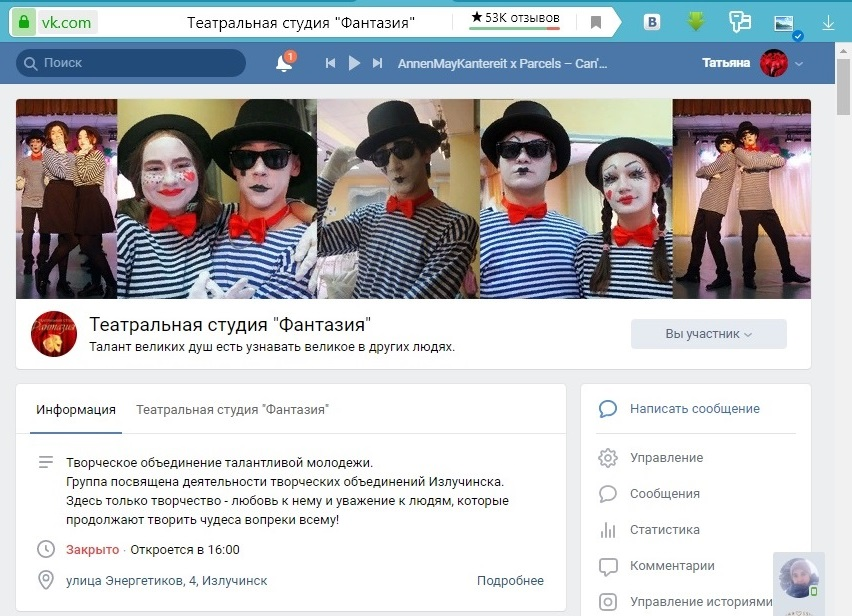 vk.com
Театральная студия "Фантазия"
★ 53K отзывов
B
Поиск
1
AnnenMayKantereit x Parcels – Can'...
Татьяна
Фантазия
Театральная студия "Фантазия"
Талант великих душ есть узнавать великое в других людях.
Вы участник
Информация
Театральная студия "Фантазия"
Творческое объединение талантливой молодежи.
Группа посвящена деятельности творческих объединений Излучинска.
Здесь только творчество - любовь к нему и уважение к людям, которые
продолжают творить чудеса вопреки всему!
Закрыто · Откроется в 16:00
улица Энергетиков, 4, Излучинск
Подробнее
Написать сообщение
Управление
Сообщения
Статистика
Комментарии
Управление историями